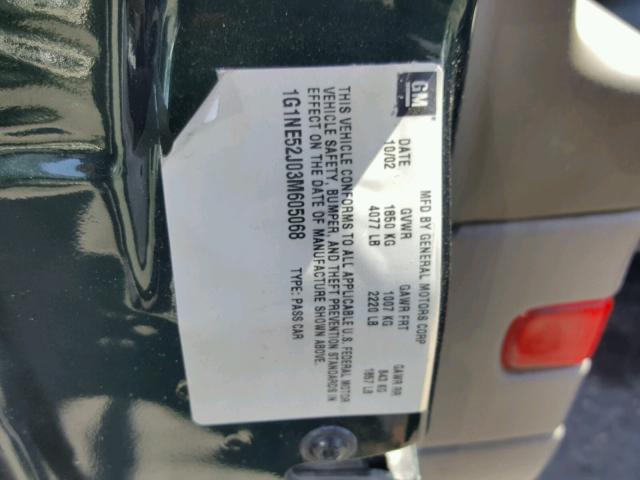 GM
MFD BY GENERAL MOTORS CORP
DATE GVWR GAWR FRT GAWR RR
10/02 1850 KG 1007 KG 843 KG
4077 LB 2220 LB 1857 LB
THIS VEHICLE CONFORMS TO ALL APPLICABLE U.S. FEDERAL MOTOR
VEHICLE SAFETY, BUMPER, AND THEFT PREVENTION STANDARDS IN
EFFECT ON THE DATE OF MANUFACTURE SHOWN ABOVE.
1G1NE52J03M605068 TYPE: PASS CAR